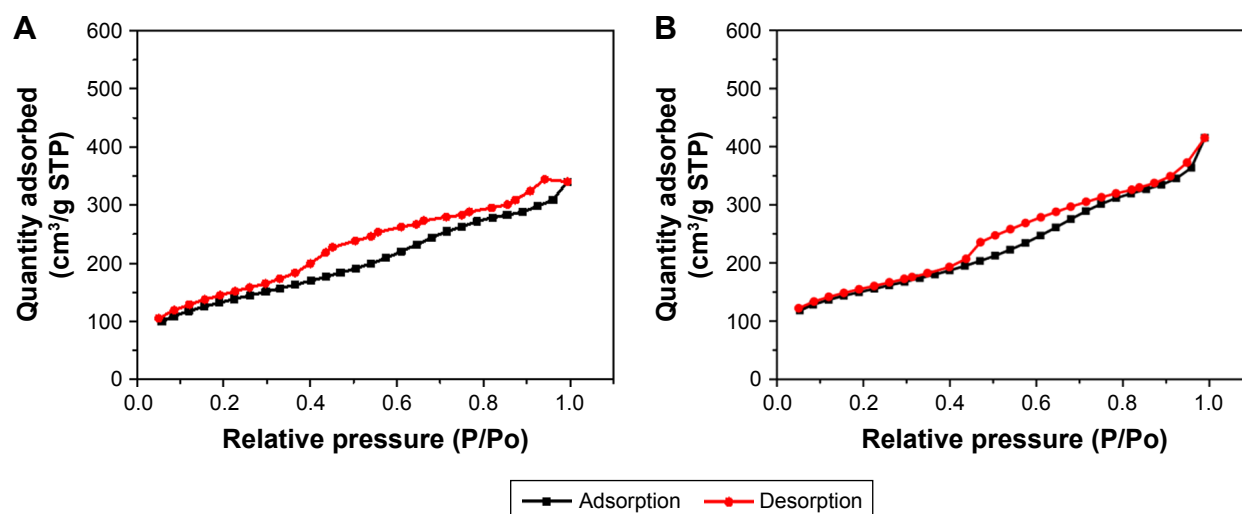 A
Quantity adsorbed
(cm³/g STP)
600
500
400
300
200
100
0
0.0 0.2 0.4 0.6 0.8 1.0
Relative pressure (P/Po)
B
Quantity adsorbed
(cm³/g STP)
600
500
400
300
200
100
0
0.0 0.2 0.4 0.6 0.8 1.0
Relative pressure (P/Po)
Adsorption Desorption